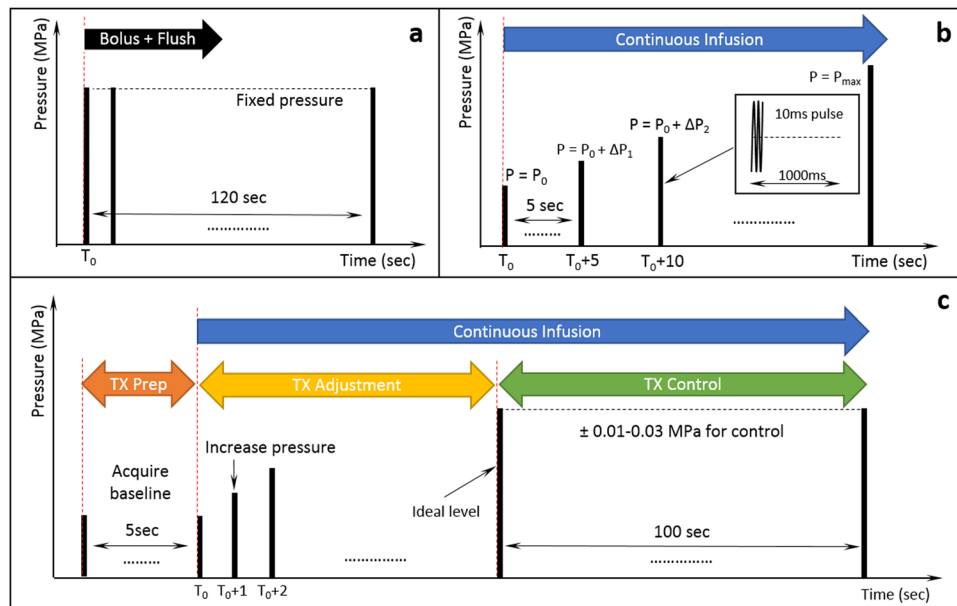 a
Bolus + Flush
Pressure (MPa)
Fixed pressure
120 sec
...............
T₀
Time (sec)
b
Continuous Infusion
Pressure (MPa)
P = Pmax
10ms pulse
1000ms
P = P₀ + ΔP₂
P = P₀ + ΔP₁
P = P₀
5 sec
.........
...............
T₀
T₀+5
T₀+10
Time (sec)
c
Continuous Infusion
Pressure (MPa)
TX Prep
TX Adjustment
TX Control
± 0.01-0.03 MPa for control
Increase pressure
Acquire
baseline
Ideal level
5sec
100 sec
.........
...............
...............
T₀
T₀+1
T₀+2
Time (sec)